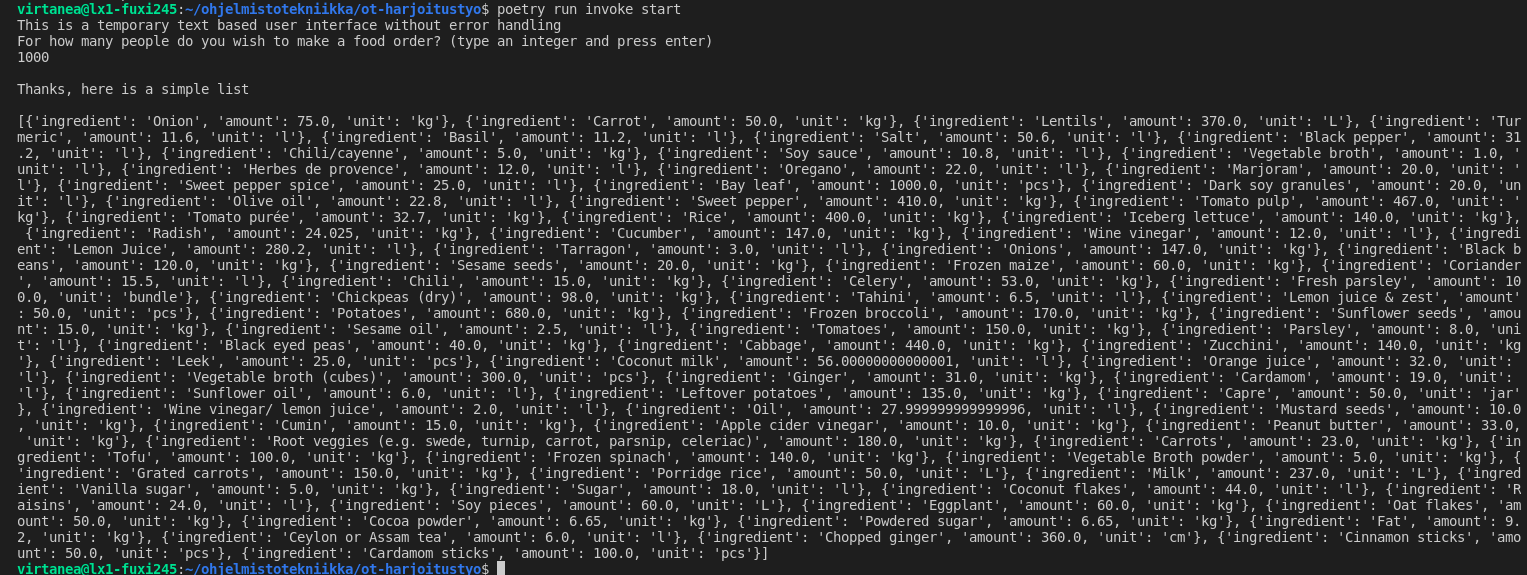 virtanea@lx1-fuxi245:~/ohjelmistotekniikka/ot-harjoitustyo$ poetry run invoke start
This is a temporary text based user interface without error handling
For how many people do you wish to make a food order? (type an integer and press enter)
1000
Thanks, here is a simple list
[{'ingredient': 'Onion', 'amount': 75.0, 'unit': 'kg'}, {'ingredient': 'Carrot', 'amount': 50.0, 'unit': 'kg'}, {'ingredient': 'Lentils', 'amount': 370.0, 'unit': 'L'}, {'ingredient': 'Tur
meric', 'amount': 11.6, 'unit': 'l'}, {'ingredient': 'Basil', 'amount': 11.2, 'unit': 'l'}, {'ingredient': 'Salt', 'amount': 50.6, 'unit': 'l'}, {'ingredient': 'Black pepper', 'amount': 31
.2, 'unit': 'l'}, {'ingredient': 'Chili/cayenne', 'amount': 5.0, 'unit': 'kg'}, {'ingredient': 'Soy sauce', 'amount': 10.8, 'unit': 'l'}, {'ingredient': 'Vegetable broth', 'amount': 1.0, '
unit': 'l'}, {'ingredient': 'Herbes de provence', 'amount': 12.0, 'unit': 'l'}, {'ingredient': 'Oregano', 'amount': 22.0, 'unit': 'l'}, {'ingredient': 'Marjoram', 'amount': 20.0, 'unit': '
l'}, {'ingredient': 'Sweet pepper spice', 'amount': 25.0, 'unit': 'l'}, {'ingredient': 'Bay leaf', 'amount': 1000.0, 'unit': 'pcs'}, {'ingredient': 'Dark soy granules', 'amount': 20.0, 'un
it': 'l'}, {'ingredient': 'Olive oil', 'amount': 22.8, 'unit': 'l'}, {'ingredient': 'Sweet pepper', 'amount': 410.0, 'unit': 'kg'}, {'ingredient': 'Tomato pulp', 'amount': 467.0, 'unit': '
kg'}, {'ingredient': 'Tomato purée', 'amount': 32.7, 'unit': 'kg'}, {'ingredient': 'Rice', 'amount': 400.0, 'unit': 'kg'}, {'ingredient': 'Iceberg lettuce', 'amount': 140.0, 'unit': 'kg'},
{'ingredient': 'Radish', 'amount': 24.025, 'unit': 'kg'}, {'ingredient': 'Cucumber', 'amount': 147.0, 'unit': 'kg'}, {'ingredient': 'Wine vinegar', 'amount': 12.0, 'unit': 'l'}, {'ingredi
ent': 'Lemon Juice', 'amount': 280.2, 'unit': 'l'}, {'ingredient': 'Tarragon', 'amount': 3.0, 'unit': 'l'}, {'ingredient': 'Onions', 'amount': 147.0, 'unit': 'kg'}, {'ingredient': 'Black b
eans', 'amount': 120.0, 'unit': 'kg'}, {'ingredient': 'Sesame seeds', 'amount': 20.0, 'unit': 'kg'}, {'ingredient': 'Frozen maize', 'amount': 60.0, 'unit': 'kg'}, {'ingredient': 'Coriander
', 'amount': 15.5, 'unit': 'l'}, {'ingredient': 'Chili', 'amount': 15.0, 'unit': 'kg'}, {'ingredient': 'Celery', 'amount': 53.0, 'unit': 'kg'}, {'ingredient': 'Fresh parsley', 'amount': 10
0.0, 'unit': 'bundle'}, {'ingredient': 'Chickpeas (dry)', 'amount': 98.0, 'unit': 'kg'}, {'ingredient': 'Tahini', 'amount': 6.5, 'unit': 'l'}, {'ingredient': 'Lemon juice & zest', 'amount'
: 50.0, 'unit': 'pcs'}, {'ingredient': 'Potatoes', 'amount': 680.0, 'unit': 'kg'}, {'ingredient': 'Frozen broccoli', 'amount': 170.0, 'unit': 'kg'}, {'ingredient': 'Sunflower seeds', 'amou
nt': 15.0, 'unit': 'kg'}, {'ingredient': 'Sesame oil', 'amount': 2.5, 'unit': 'l'}, {'ingredient': 'Tomatoes', 'amount': 150.0, 'unit': 'kg'}, {'ingredient': 'Parsley', 'amount': 8.0, 'uni
t': 'l'}, {'ingredient': 'Black eyed peas', 'amount': 40.0, 'unit': 'kg'}, {'ingredient': 'Cabbage', 'amount': 440.0, 'unit': 'kg'}, {'ingredient': 'Zucchini', 'amount': 140.0, 'unit': 'kg
'}, {'ingredient': 'Leek', 'amount': 25.0, 'unit': 'pcs'}, {'ingredient': 'Coconut milk', 'amount': 56.00000000000001, 'unit': 'l'}, {'ingredient': 'Orange juice', 'amount': 32.0, 'unit':
'l'}, {'ingredient': 'Vegetable broth (cubes)', 'amount': 300.0, 'unit': 'pcs'}, {'ingredient': 'Ginger', 'amount': 31.0, 'unit': 'kg'}, {'ingredient': 'Cardamom', 'amount': 19.0, 'unit':
'l'}, {'ingredient': 'Sunflower oil', 'amount': 6.0, 'unit': 'l'}, {'ingredient': 'Leftover potatoes', 'amount': 135.0, 'unit': 'kg'}, {'ingredient': 'Capre', 'amount': 50.0, 'unit': 'jar'
}, {'ingredient': 'Wine vinegar/ lemon juice', 'amount': 2.0, 'unit': 'l'}, {'ingredient': 'Oil', 'amount': 27.999999999999996, 'unit': 'l'}, {'ingredient': 'Mustard seeds', 'amount': 10.0
, 'unit': 'kg'}, {'ingredient': 'Cumin', 'amount': 15.0, 'unit': 'kg'}, {'ingredient': 'Apple cider vinegar', 'amount': 10.0, 'unit': 'kg'}, {'ingredient': 'Peanut butter', 'amount': 33.0,
'unit': 'kg'}, {'ingredient': 'Root veggies (e.g. swede, turnip, carrot, parsnip, celeriac)', 'amount': 180.0, 'unit': 'kg'}, {'ingredient': 'Carrots', 'amount': 23.0, 'unit': 'kg'}, {'in
gredient': 'Tofu', 'amount': 100.0, 'unit': 'kg'}, {'ingredient': 'Frozen spinach', 'amount': 140.0, 'unit': 'kg'}, {'ingredient': 'Vegetable Broth powder', 'amount': 5.0, 'unit': 'kg'}, {
'ingredient': 'Grated carrots', 'amount': 150.0, 'unit': 'kg'}, {'ingredient': 'Porridge rice', 'amount': 50.0, 'unit': 'L'}, {'ingredient': 'Milk', 'amount': 237.0, 'unit': 'L'}, {'ingred
ient': 'Vanilla sugar', 'amount': 5.0, 'unit': 'kg'}, {'ingredient': 'Sugar', 'amount': 18.0, 'unit': 'l'}, {'ingredient': 'Coconut flakes', 'amount': 44.0, 'unit': 'l'}, {'ingredient': 'R
aisins', 'amount': 24.0, 'unit': 'l'}, {'ingredient': 'Soy pieces', 'amount': 60.0, 'unit': 'L'}, {'ingredient': 'Eggplant', 'amount': 60.0, 'unit': 'kg'}, {'ingredient': 'Oat flakes', 'am
ount': 50.0, 'unit': 'kg'}, {'ingredient': 'Cocoa powder', 'amount': 6.65, 'unit': 'kg'}, {'ingredient': 'Powdered sugar', 'amount': 6.65, 'unit': 'kg'}, {'ingredient': 'Fat', 'amount': 9.
2, 'unit': 'kg'}, {'ingredient': 'Ceylon or Assam tea', 'amount': 6.0, 'unit': 'l'}, {'ingredient': 'Chopped ginger', 'amount': 360.0, 'unit': 'cm'}, {'ingredient': 'Cinnamon sticks', 'amo
unt': 50.0, 'unit': 'pcs'}, {'ingredient': 'Cardamom sticks', 'amount': 100.0, 'unit': 'pcs'}]
virtanea@lx1-fuxi245:~/ohjelmistotekniikka/ot-harjoitustyo$